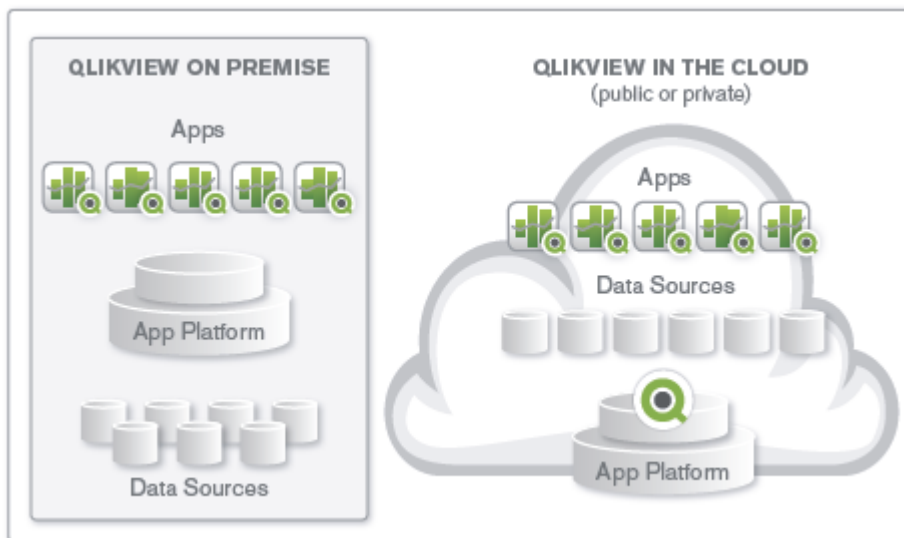 QLIKVIEW ON PREMISE
Apps
App Platform
Data Sources
QLIKVIEW IN THE CLOUD
(public or private)
Apps
Data Sources
App Platform